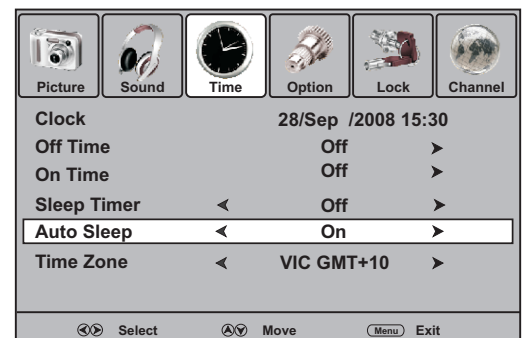 Picture Sound Time Option Lock Channel
Clock 28/Sep /2008 15:30
Off Time Off
On Time Off
Sleep Timer Off
Auto Sleep On
Time Zone VIC GMT+10
Select Move Menu Exit